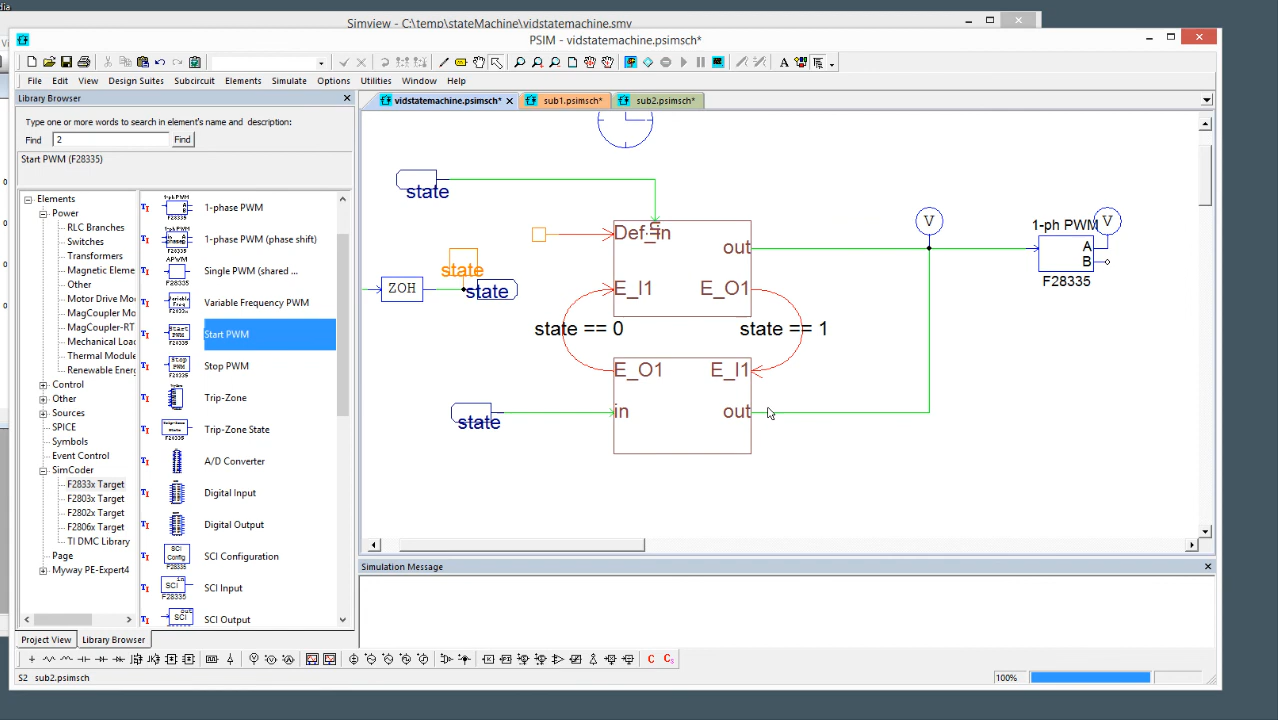 dia
Simview - C:\temp\stateMachine\vidstatemachine.smv
PSIM - vidstatemachine.psimsch*
File Edit View Design Suites Subcircuit Elements Simulate Options Utilities Window Help
Library Browser
Type one or more words to search in element's name and description:
Find 2 Find
Start PWM (F28335)
Elements
Power
RLC Branches
Switches
Transformers
Magnetic Eleme
Other
Motor Drive Mo
MagCoupler Mo
MagCoupler-RT
Mechanical Load
Thermal Module
Renewable Energ
Control
Other
Sources
SPICE
Symbols
Event Control
SimCoder
F2833x Target
F2803x Target
F2802x Target
F2806x Target
TI DMC Library
Page
Myway PE-Expert4
1-phase PWM
1-phase PWM (phase shift)
Single PWM (shared ...
Variable Frequency PWM
Start PWM
Stop PWM
Trip-Zone
Trip-Zone State
A/D Converter
Digital Input
Digital Output
SCI Configuration
SCI Input
SCI Output
Project View Library Browser
vidstatemachine.psimsch* sub1.psimsch* sub2.psimsch*
state
Def_in
out
E_I1 E_O1
state
ZOH
state
state == 0 state == 1
E_O1 E_I1
in out
state
V
1-ph PWM V
A
B
F28335
Simulation Message
S2 sub2.psimsch 100%